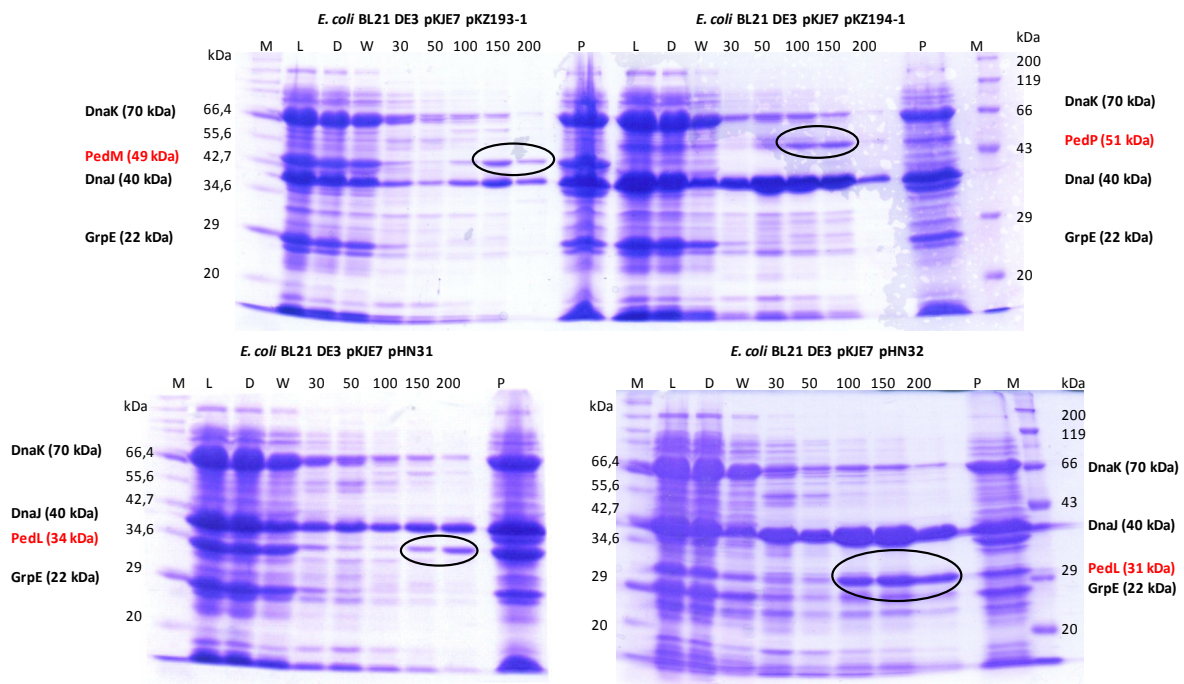 E. coli BL21 DE3 pKJE7 pKZ193-1
E. coli BL21 DE3 pKJE7 pKZ194-1
M L D W 30 50 100 150 200 P L D W 30 50 100 150 200 P M
kDa
kDa
200
119
DnaK (70 kDa)
66,4
66
DnaK (70 kDa)
55,6
PedM (49 kDa)
42,7
43
PedP (51 kDa)
DnaJ (40 kDa)
34,6
DnaJ (40 kDa)
29
29
GrpE (22 kDa)
GrpE (22 kDa)
20
20
E. coli BL21 DE3 pKJE7 pHN31
M L D W 30 50 100 150 200 P
kDa
DnaK (70 kDa)
66,4
55,6
42,7
DnaJ (40 kDa)
34,6
PedL (34 kDa)
29
GrpE (22 kDa)
20
E. coli BL21 DE3 pKJE7 pHN32
M L D W 30 50 100 150 200 P M kDa
200
119
66,4
66
DnaK (70 kDa)
55,6
43
42,7
34,6
DnaJ (40 kDa)
29
29
PedL (31 kDa)
GrpE (22 kDa)
20
20